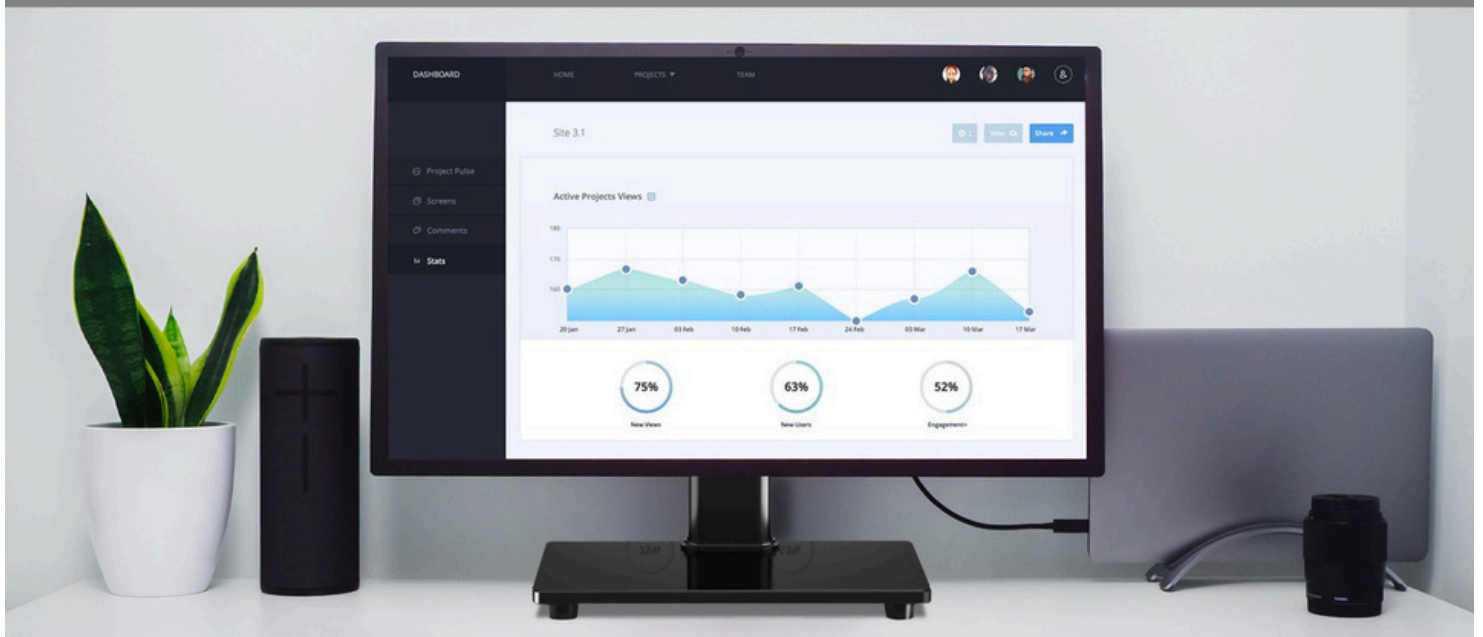 DASHBOARD
HOME
PROJECTS ▼
TEAM
Site 3.1
View
Share
Project Pulse
Screens
Comments
Stats
Active Projects Views
180
170
160
20 Jan
27 Jan
03 Feb
10 Feb
17 Feb
24 Feb
03 Mar
10 Mar
17 Mar
75%
63%
52%
New Views
New Users
Engagement+